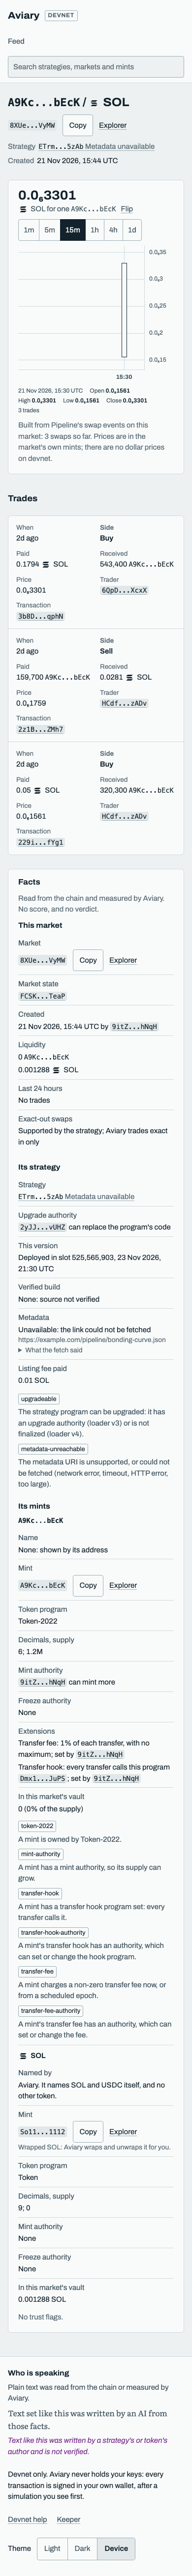 Aviary DEVNET
Feed
Search strategies, markets and mints
A9Kc...bEcK / SOL
8XUe...VyMW Copy Explorer
Strategy ETrm...5zAb Metadata unavailable
Created 21 Nov 2026, 15:44 UTC
0.0₆3301
SOL for one A9Kc...bEcK Flip
1m 5m 15m 1h 4h 1d
0.0₆35
0.0₆3
0.0₆25
0.0₆2
0.0₆15
15:30
21 Nov 2026, 15:30 UTC Open 0.0₆1561
High 0.0₆3301 Low 0.0₆1561 Close 0.0₆3301
3 trades
Built from Pipeline's swap events on this
market: 3 swaps so far. Prices are in the
market's own mints; there are no dollar prices
on devnet.
Trades
When Side
2d ago Buy
Paid Received
0.1794 SOL 543,400 A9Kc...bEcK
Price Trader
0.0₆3301 6QpD...XcxX
Transaction
3b8D...qphN
When Side
2d ago Sell
Paid Received
159,700 A9Kc...bEcK 0.0281 SOL
Price Trader
0.0₆1759 HCdf...zADv
Transaction
2z1B...ZMh7
When Side
2d ago Buy
Paid Received
0.05 SOL 320,300 A9Kc...bEcK
Price Trader
0.0₆1561 HCdf...zADv
Transaction
229i...fYg1
Facts
Read from the chain and measured by Aviary.
No score, and no verdict.
This market
Market
8XUe...VyMW Copy Explorer
Market state
FCSK...TeaP
Created
21 Nov 2026, 15:44 UTC by 9itZ...hNqH
Liquidity
0 A9Kc...bEcK
0.001288 SOL
Last 24 hours
No trades
Exact-out swaps
Supported by the strategy; Aviary trades exact
in only
Its strategy
Strategy
ETrm...5zAb Metadata unavailable
Upgrade authority
2yJJ...vUHZ can replace the program's code
This version
Deployed in slot 525,565,903, 23 Nov 2026,
21:30 UTC
Verified build
None: source not verified
Metadata
Unavailable: the link could not be fetched
https://example.com/pipeline/bonding-curve.json
▶ What the fetch said
Listing fee paid
0.01 SOL
upgradeable
The strategy program can be upgraded: it has
an upgrade authority (loader v3) or is not
finalized (loader v4).
metadata-unreachable
The metadata URI is unsupported, or could not
be fetched (network error, timeout, HTTP error,
too large).
Its mints
A9Kc...bEcK
Name
None: shown by its address
Mint
A9Kc...bEcK Copy Explorer
Token program
Token-2022
Decimals, supply
6; 1.2M
Mint authority
9itZ...hNqH can mint more
Freeze authority
None
Extensions
Transfer fee: 1% of each transfer, with no
maximum; set by 9itZ...hNqH
Transfer hook: every transfer calls this program
Dmx1...JuPS ; set by 9itZ...hNqH
In this market's vault
0 (0% of the supply)
token-2022
A mint is owned by Token-2022.
mint-authority
A mint has a mint authority, so its supply can
grow.
transfer-hook
A mint has a transfer hook program set: every
transfer calls it.
transfer-hook-authority
A mint's transfer hook has an authority, which
can set or change the hook program.
transfer-fee
A mint charges a non-zero transfer fee now, or
from a scheduled epoch.
transfer-fee-authority
A mint's transfer fee has an authority, which can
set or change the fee.
SOL
Named by
Aviary. It names SOL and USDC itself, and no
other token.
Mint
So11...1112 Copy Explorer
Wrapped SOL: Aviary wraps and unwraps it for you.
Token program
Token
Decimals, supply
9; 0
Mint authority
None
Freeze authority
None
In this market's vault
0.001288 SOL
No trust flags.
Who is speaking
Plain text was read from the chain or measured by
Aviary.
Text set like this was written by an AI from
those facts.
Text like this was written by a strategy's or token's
author and is not verified.
Devnet only. Aviary never holds your keys: every
transaction is signed in your own wallet, after a
simulation you see first.
Devnet help Keeper
Theme Light Dark Device